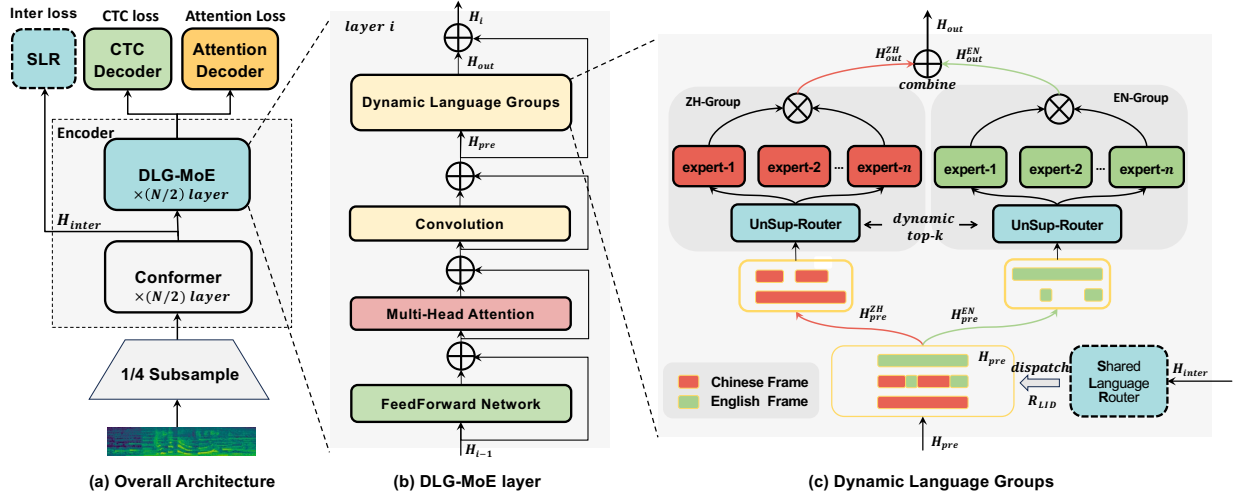 Inter loss
CTC loss
Attention Loss
SLR
CTC
Decoder
Attention
Decoder
Encoder
DLG-MoE
×(N/2) layer
H_inter
Conformer
×(N/2) layer
1/4 Subsample
(a) Overall Architecture
layer i
H_i
H_out
Dynamic Language Groups
H_pre
Convolution
Multi-Head Attention
FeedForward Network
H_{i−1}
(b) DLG-MoE layer
H_out
H_out^ZH
H_out^EN
combine
ZH-Group
EN-Group
expert-1
expert-2
...
expert-n
expert-1
expert-2
...
expert-n
UnSup-Router
dynamic
top-k
UnSup-Router
H_pre^ZH
H_pre^EN
H_pre
dispatch
R_LID
Shared
Language
Router
H_inter
Chinese Frame
English Frame
H_pre
(c) Dynamic Language Groups